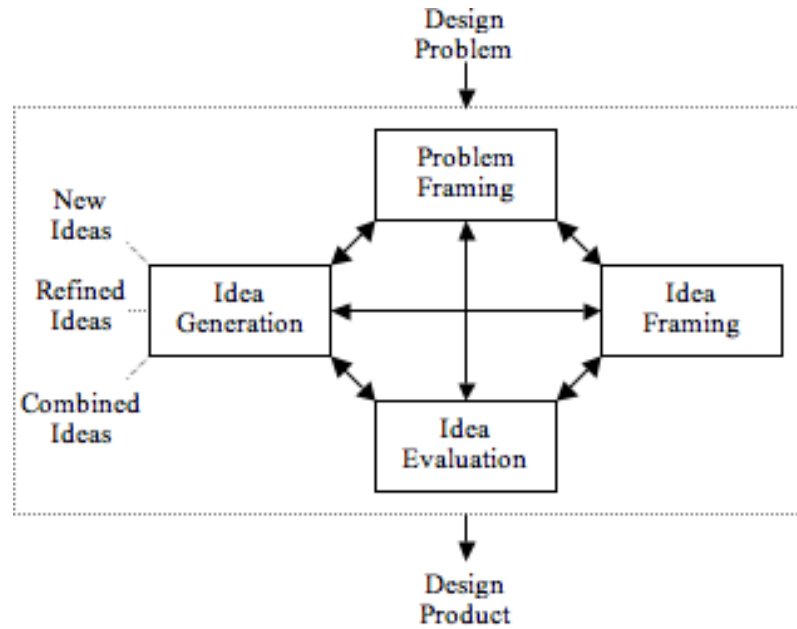 Design
Problem
Problem
Framing
New
Ideas
Refined
Ideas
Combined
Ideas
Idea
Generation
Idea
Framing
Idea
Evaluation
Design
Product